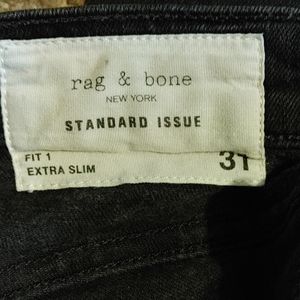 rag & bone
NEW YORK
STANDARD ISSUE
FIT 1
EXTRA SLIM
31